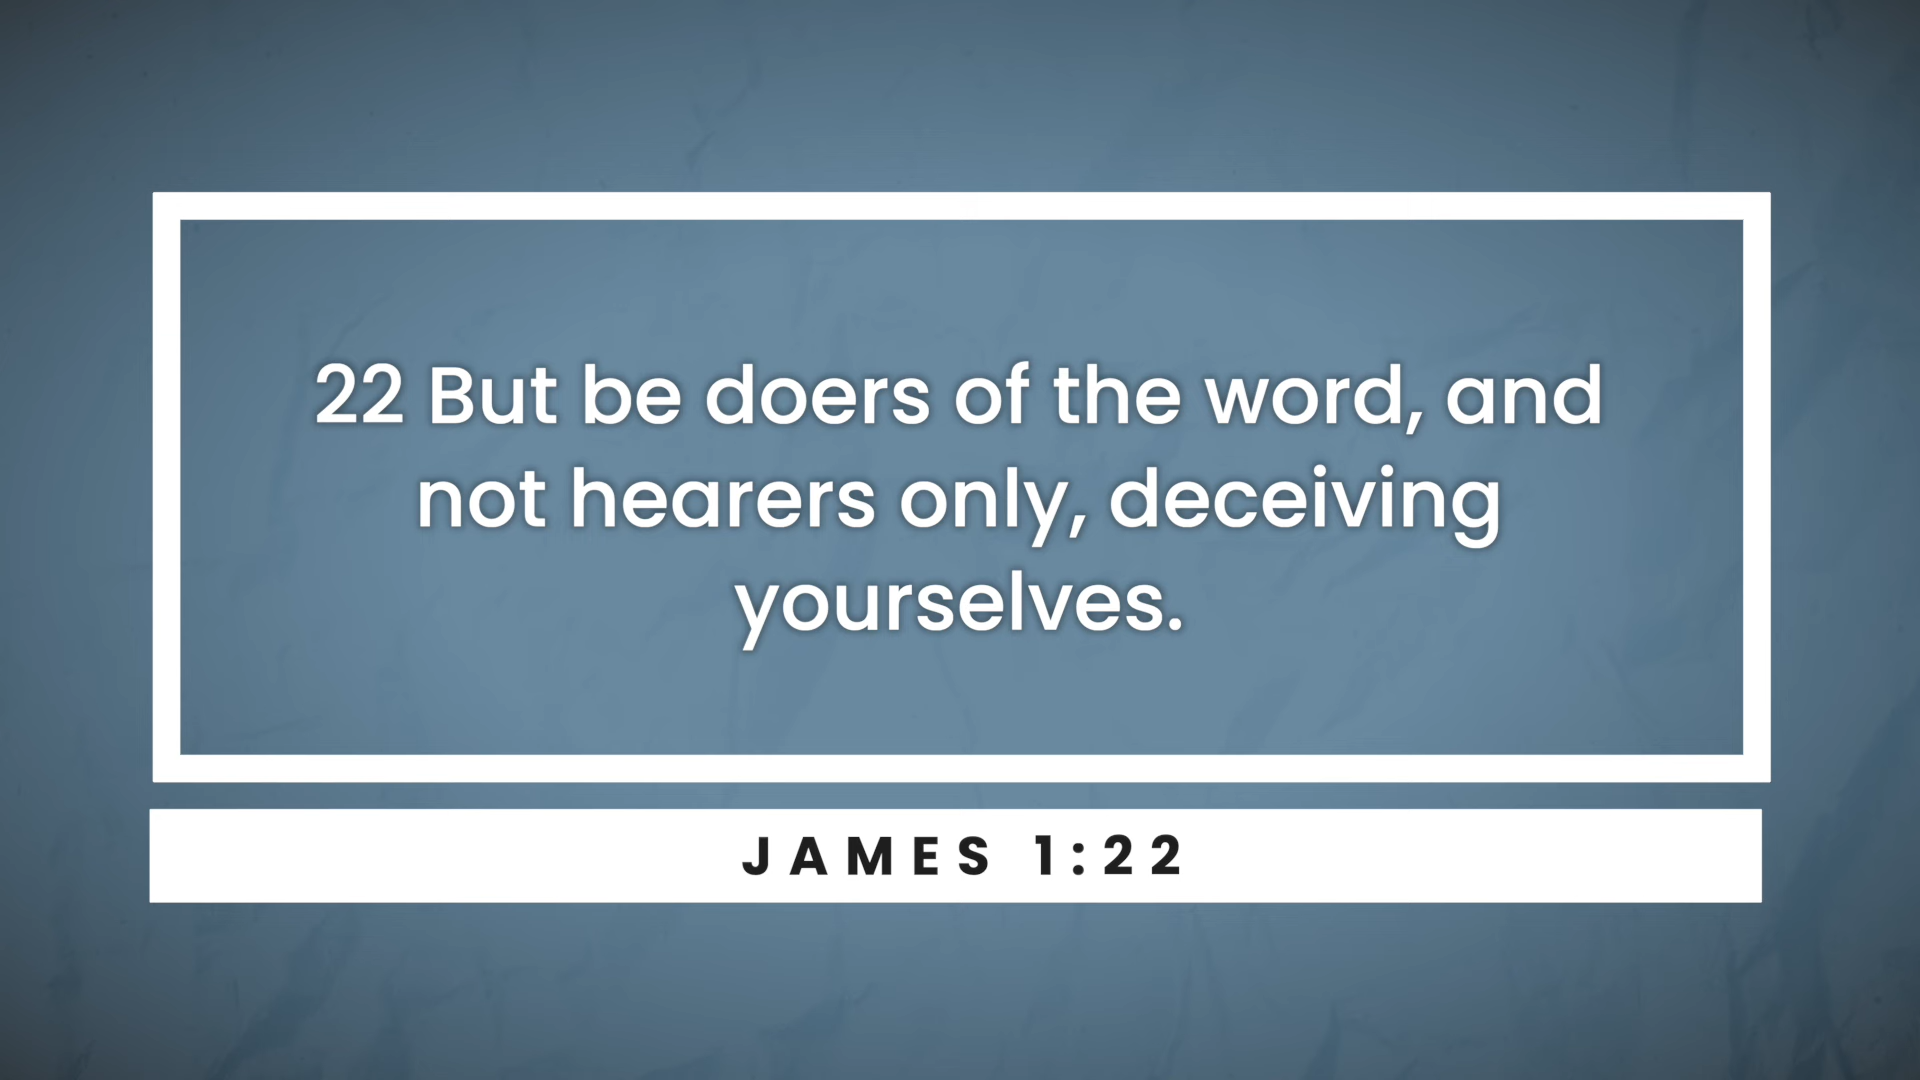 22 But be doers of the word, and
not hearers only, deceiving
yourselves.
JAMES 1:22